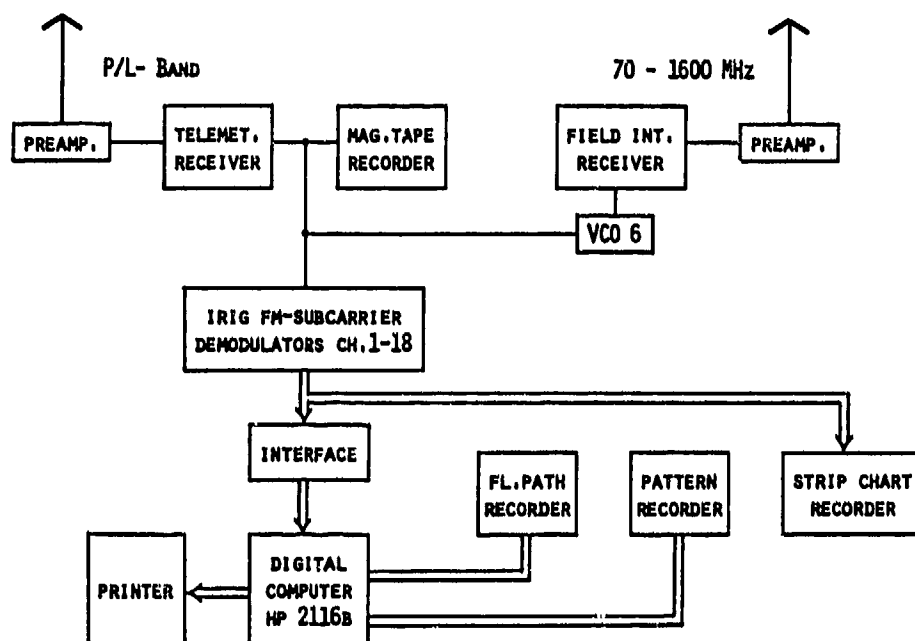 P/L- BAND
70 - 1600 MHz
PREAMP.
TELEMET.
RECEIVER
MAG.TAPE
RECORDER
FIELD INT.
RECEIVER
PREAMP.
VCO 6
IRIG FM-SUBCARRIER
DEMODULATORS CH.1-18
INTERFACE
FL.PATH
RECORDER
PATTERN
RECORDER
STRIP CHART
RECORDER
PRINTER
DIGITAL
COMPUTER
HP 2116B